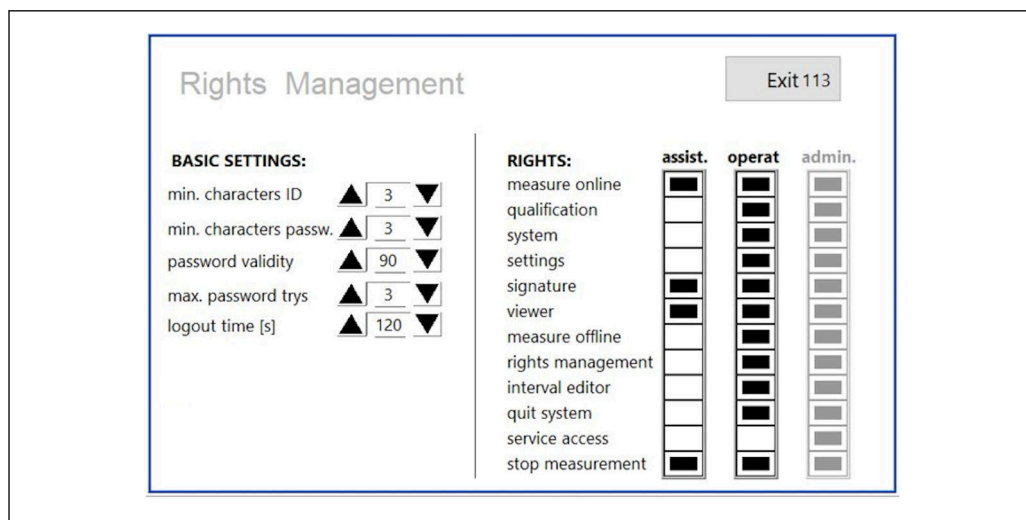 Rights Management
Exit 113
BASIC SETTINGS:
min. characters ID 3
min. characters passw. 3
password validity 90
max. password trys 3
logout time [s] 120
RIGHTS: assist. operat admin.
measure online
qualification
system
settings
signature
viewer
measure offline
rights management
interval editor
quit system
service access
stop measurement